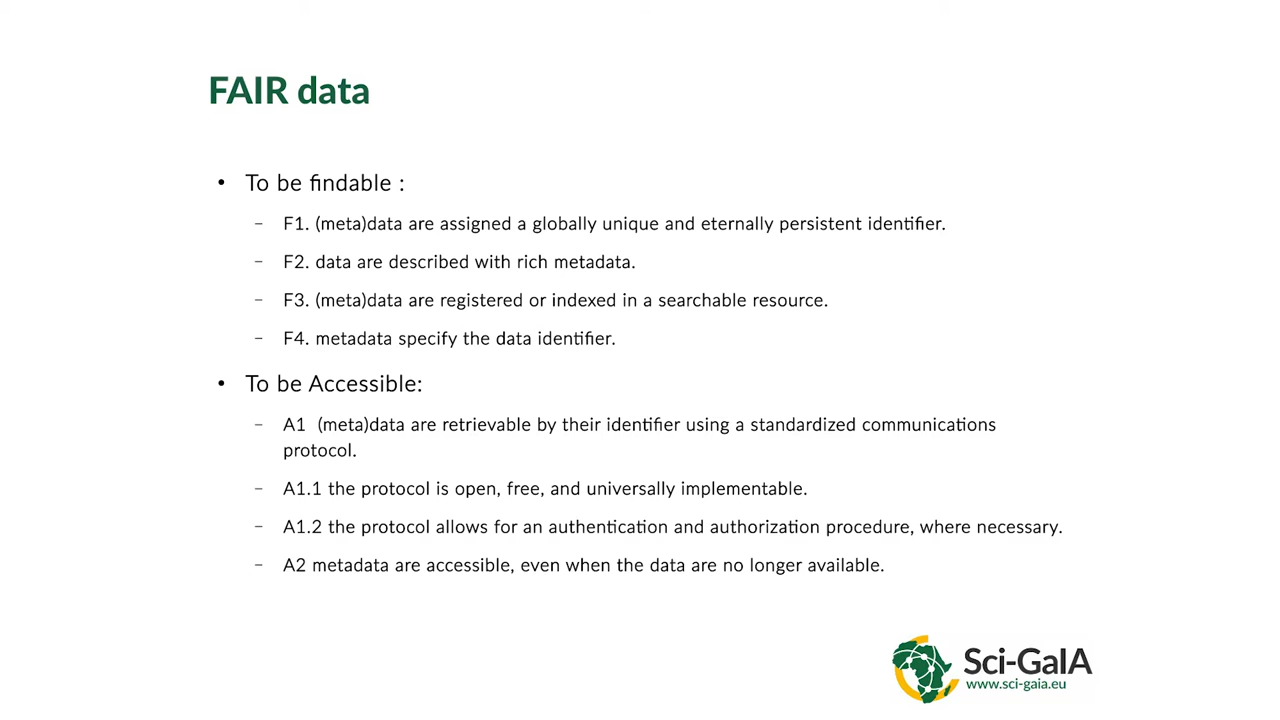 FAIR data
• To be findable :
– F1. (meta)data are assigned a globally unique and eternally persistent identifier.
– F2. data are described with rich metadata.
– F3. (meta)data are registered or indexed in a searchable resource.
– F4. metadata specify the data identifier.
• To be Accessible:
– A1  (meta)data are retrievable by their identifier using a standardized communications
protocol.
– A1.1 the protocol is open, free, and universally implementable.
– A1.2 the protocol allows for an authentication and authorization procedure, where necessary.
– A2 metadata are accessible, even when the data are no longer available.
Sci-GaIA
www.sci-gaia.eu